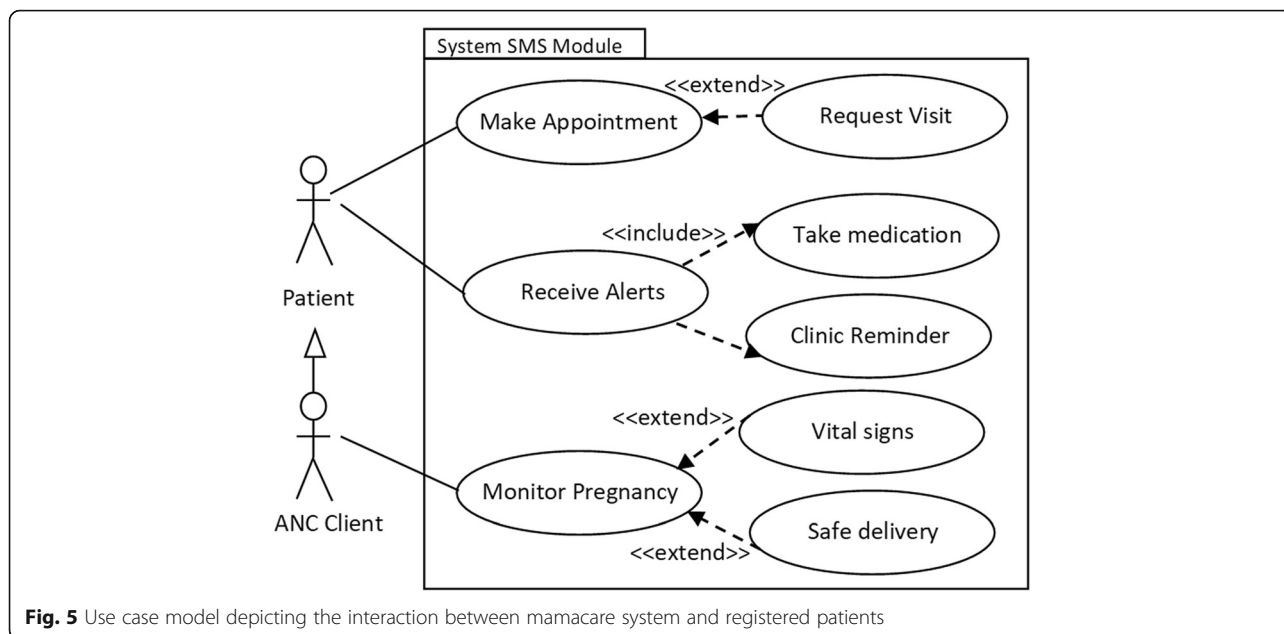 System SMS Module
<<extend>>
Make Appointment
Request Visit
<<include>>
Take medication
Patient
Receive Alerts
Clinic Reminder
<<extend>>
Vital signs
Monitor Pregnancy
ANC Client
Safe delivery
<<extend>>
Fig. 5 Use case model depicting the interaction between mamacare system and registered patients